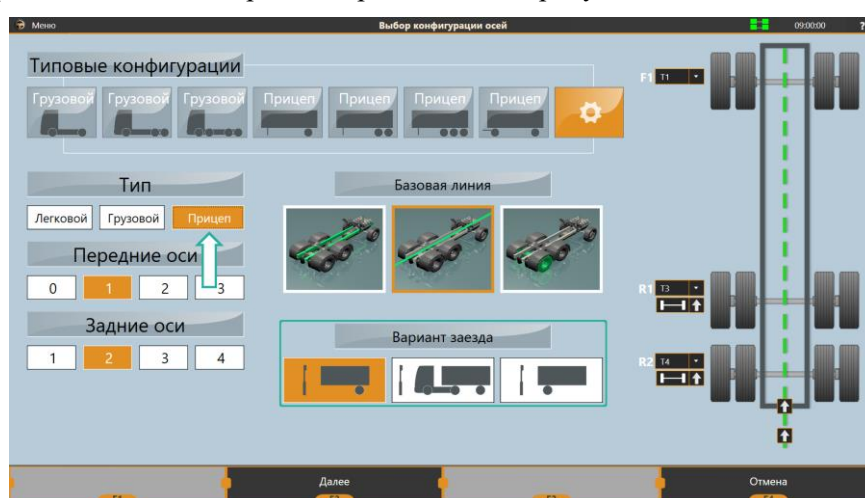 Меню
Выбор конфигурации осей
09:00:00
?
Типовые конфигурации
Грузовой Грузовой Грузовой Прицеп Прицеп Прицеп Прицеп
F1 T1
Тип
Базовая линия
Легковой Грузовой Прицеп
Передние оси
0 1 2 3
R1 T3
Задние оси
Вариант заезда
1 2 3 4
R2 T4
Далее
Отмена